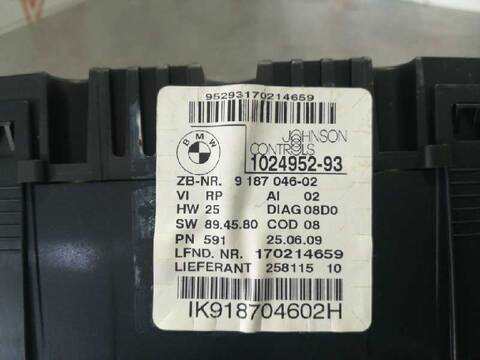 95293170214659
BMW
JOHNSON
CONTROLS
1024952-93
ZB-NR. 9 187 046-02
VI RP AI 02
HW 25 DIAG 08D0
SW 89.45.80 COD 08
PN 591 25.06.09
LFND. NR. 170214659
LIEFERANT 258115 10
IK918704602H